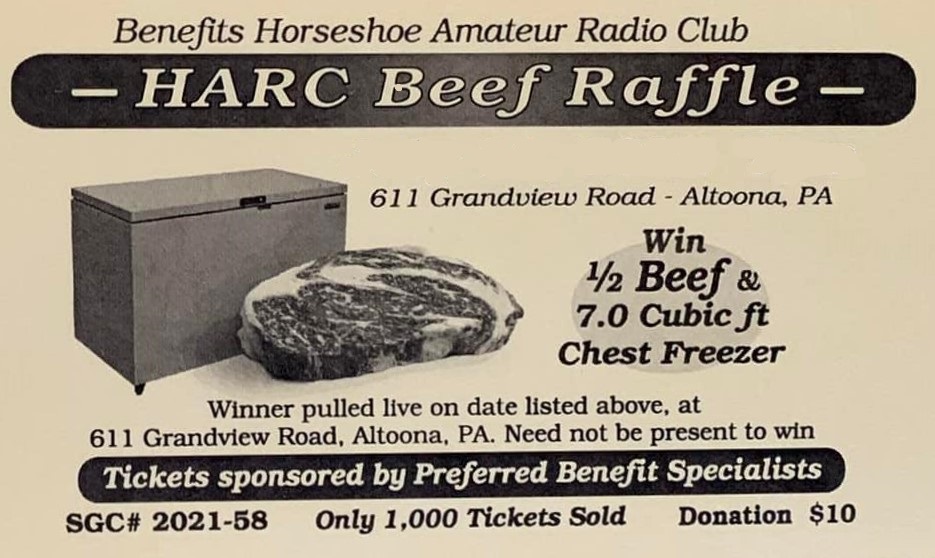 Benefits Horseshoe Amateur Radio Club
— HARC Beef Raffle —
611 Grandview Road - Altoona, PA
Win
½ Beef &
7.0 Cubic ft
Chest Freezer
Winner pulled live on date listed above, at
611 Grandview Road, Altoona, PA. Need not be present to win
Tickets sponsored by Preferred Benefit Specialists
SGC# 2021-58 Only 1,000 Tickets Sold Donation $10